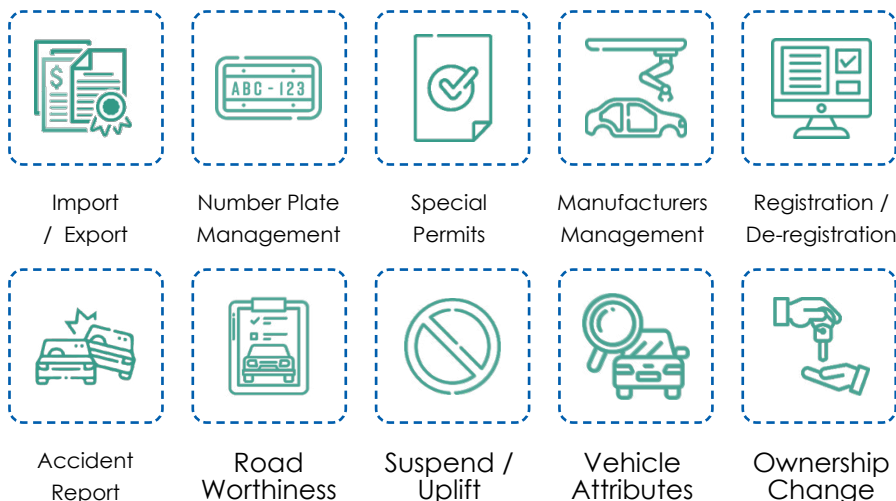 $
ABC - 123
Import
/ Export
Number Plate
Management
Special
Permits
Manufacturers
Management
Registration /
De-registration
Accident
Report
Road
Worthiness
Suspend /
Uplift
Vehicle
Attributes
Ownership
Change